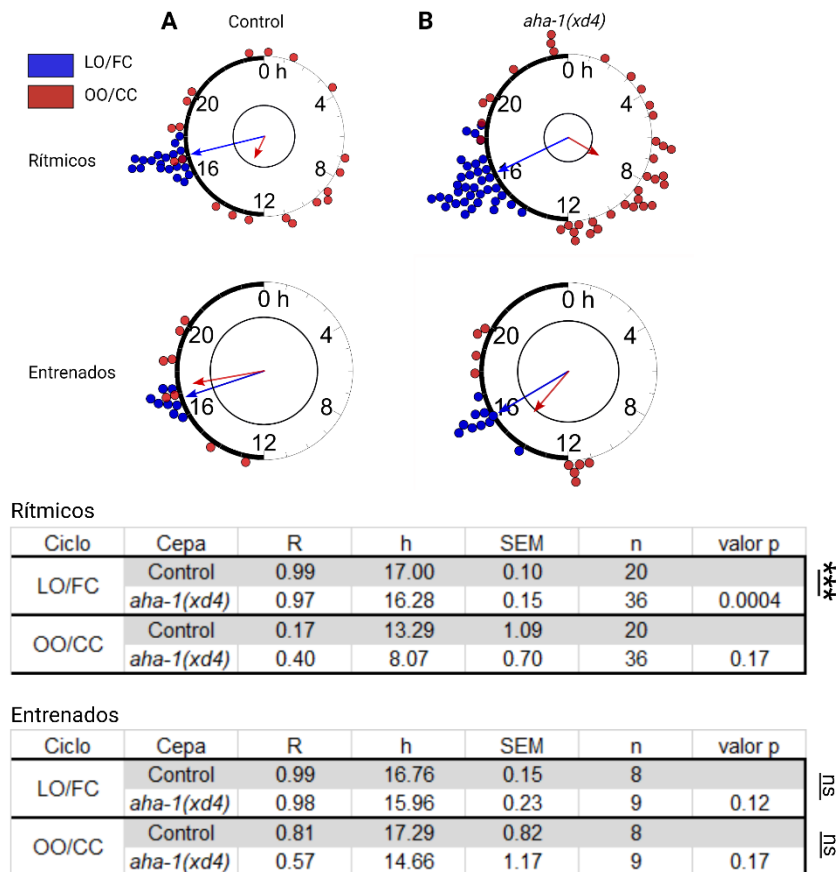 A Control B aha-1(xd4)
LO/FC
OO/CC
Rítmicos
0 h 4 8 12 16 20
0 h 4 8 12 16 20
Entrenados
0 h 4 8 12 16 20
0 h 4 8 12 16 20
Rítmicos
Ciclo Cepa R h SEM n valor p
LO/FC Control 0.99 17.00 0.10 20
aha-1(xd4) 0.97 16.28 0.15 36 0.0004 ***
OO/CC Control 0.17 13.29 1.09 20
aha-1(xd4) 0.40 8.07 0.70 36 0.17
Entrenados
Ciclo Cepa R h SEM n valor p
LO/FC Control 0.99 16.76 0.15 8
aha-1(xd4) 0.98 15.96 0.23 9 0.12 ns
OO/CC Control 0.81 17.29 0.82 8
aha-1(xd4) 0.57 14.66 1.17 9 0.17 ns